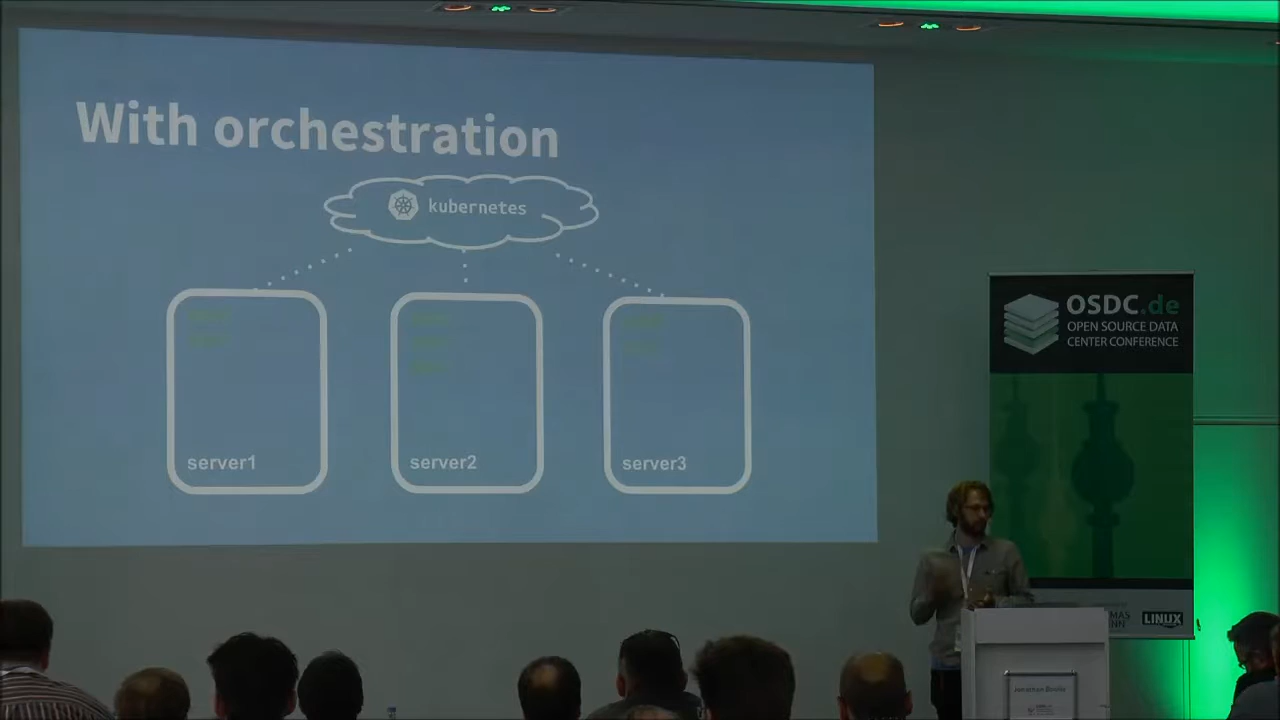 With orchestration
kubernetes
server1
server2
server3
OSDC.de
OPEN SOURCE DATA
CENTER CONFERENCE
LINUX